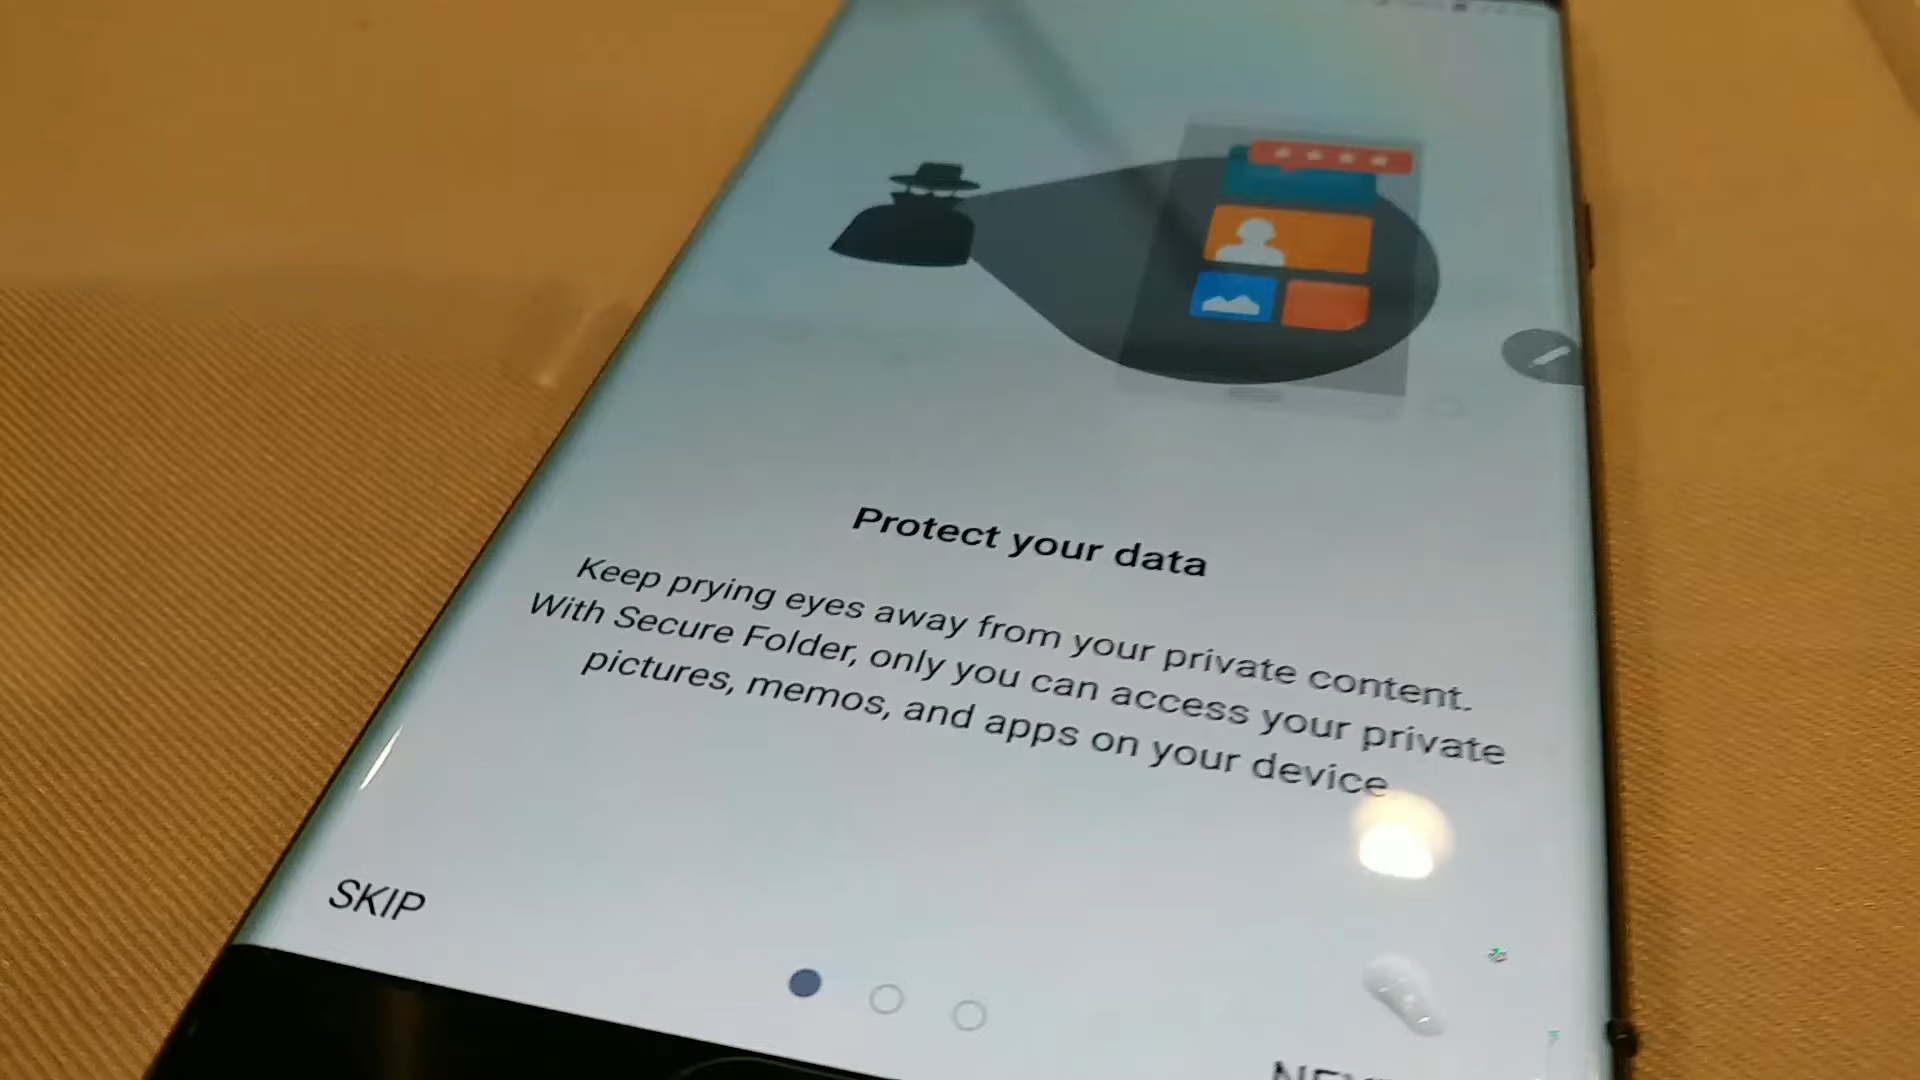 Protect your data
Keep prying eyes away from your private content.
With Secure Folder, only you can access your private
pictures, memos, and apps on your device
SKIP